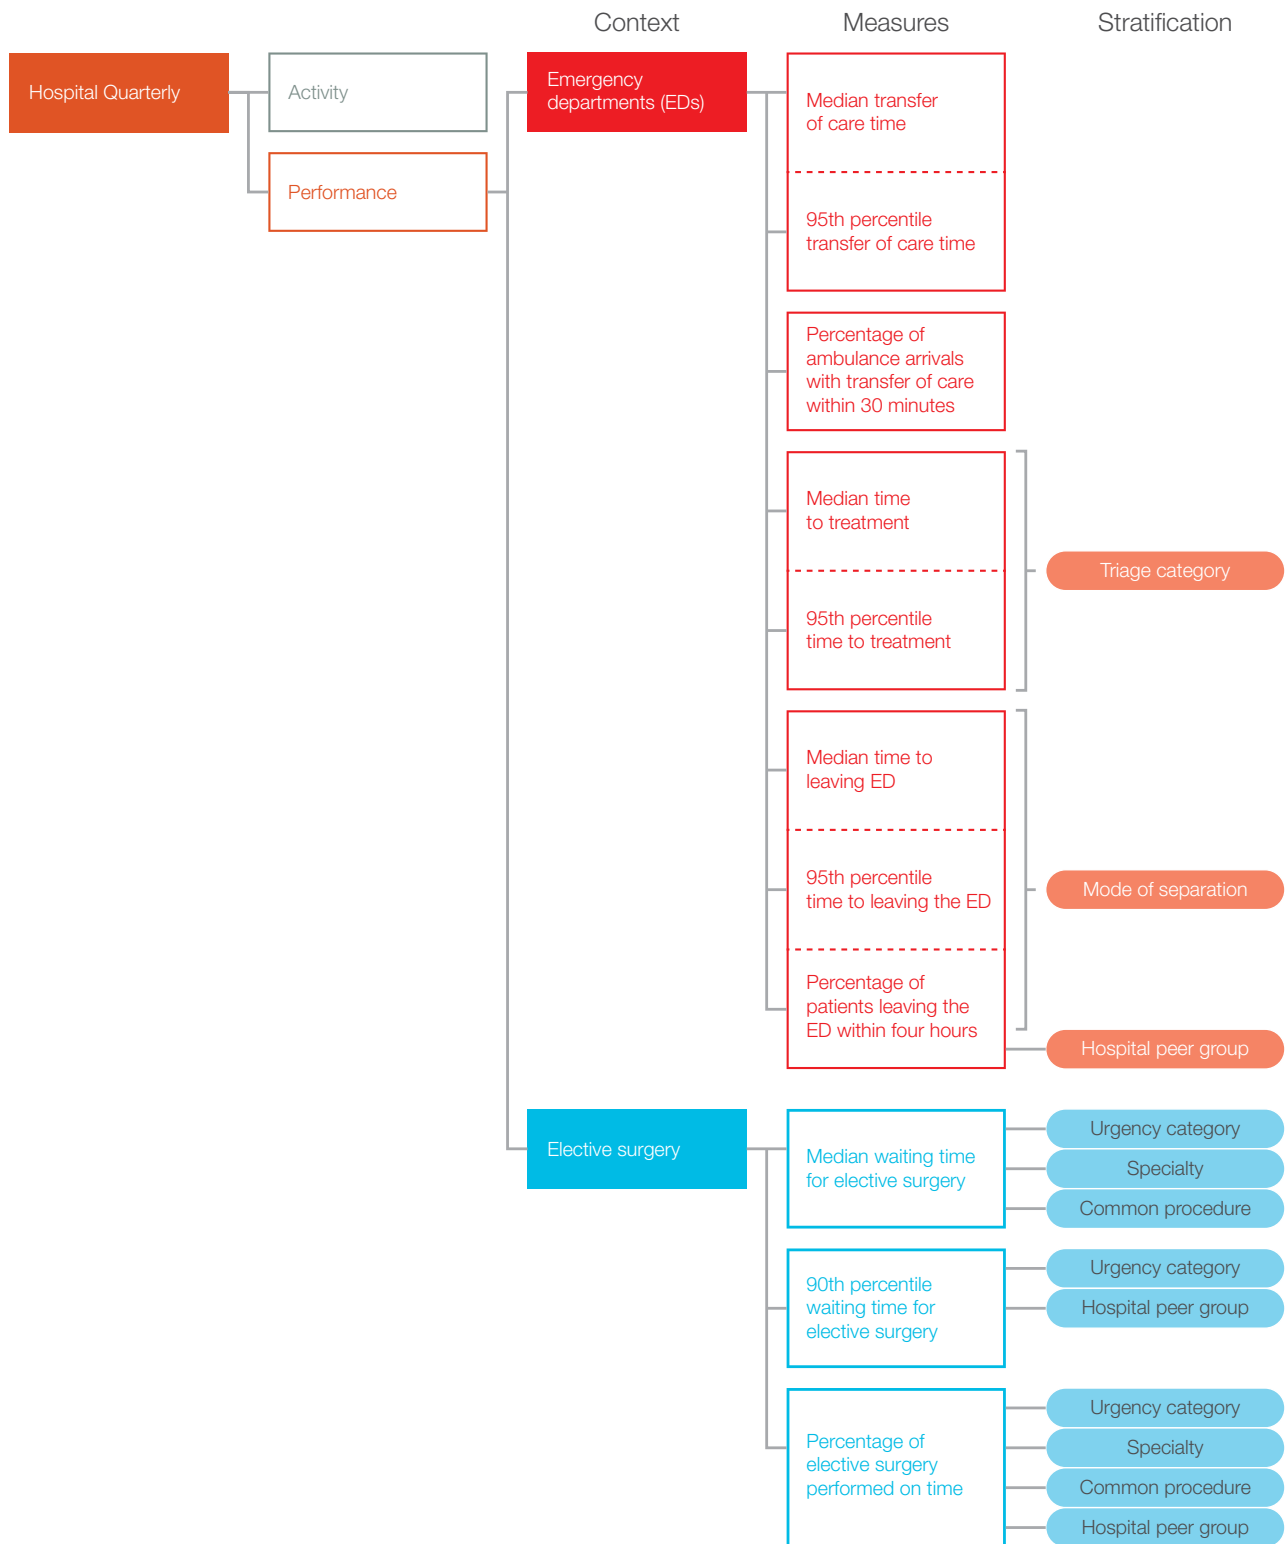 Context
Measures
Stratification
Hospital Quarterly
Activity
Performance
Emergency
departments (EDs)
Median transfer
of care time
95th percentile
transfer of care time
Percentage of
ambulance arrivals
with transfer of care
within 30 minutes
Median time
to treatment
95th percentile
time to treatment
Triage category
Median time to
leaving ED
95th percentile
time to leaving the ED
Percentage of
patients leaving the
ED within four hours
Mode of separation
Hospital peer group
Elective surgery
Median waiting time
for elective surgery
Urgency category
Specialty
Common procedure
90th percentile
waiting time for
elective surgery
Urgency category
Hospital peer group
Percentage of
elective surgery
performed on time
Urgency category
Specialty
Common procedure
Hospital peer group